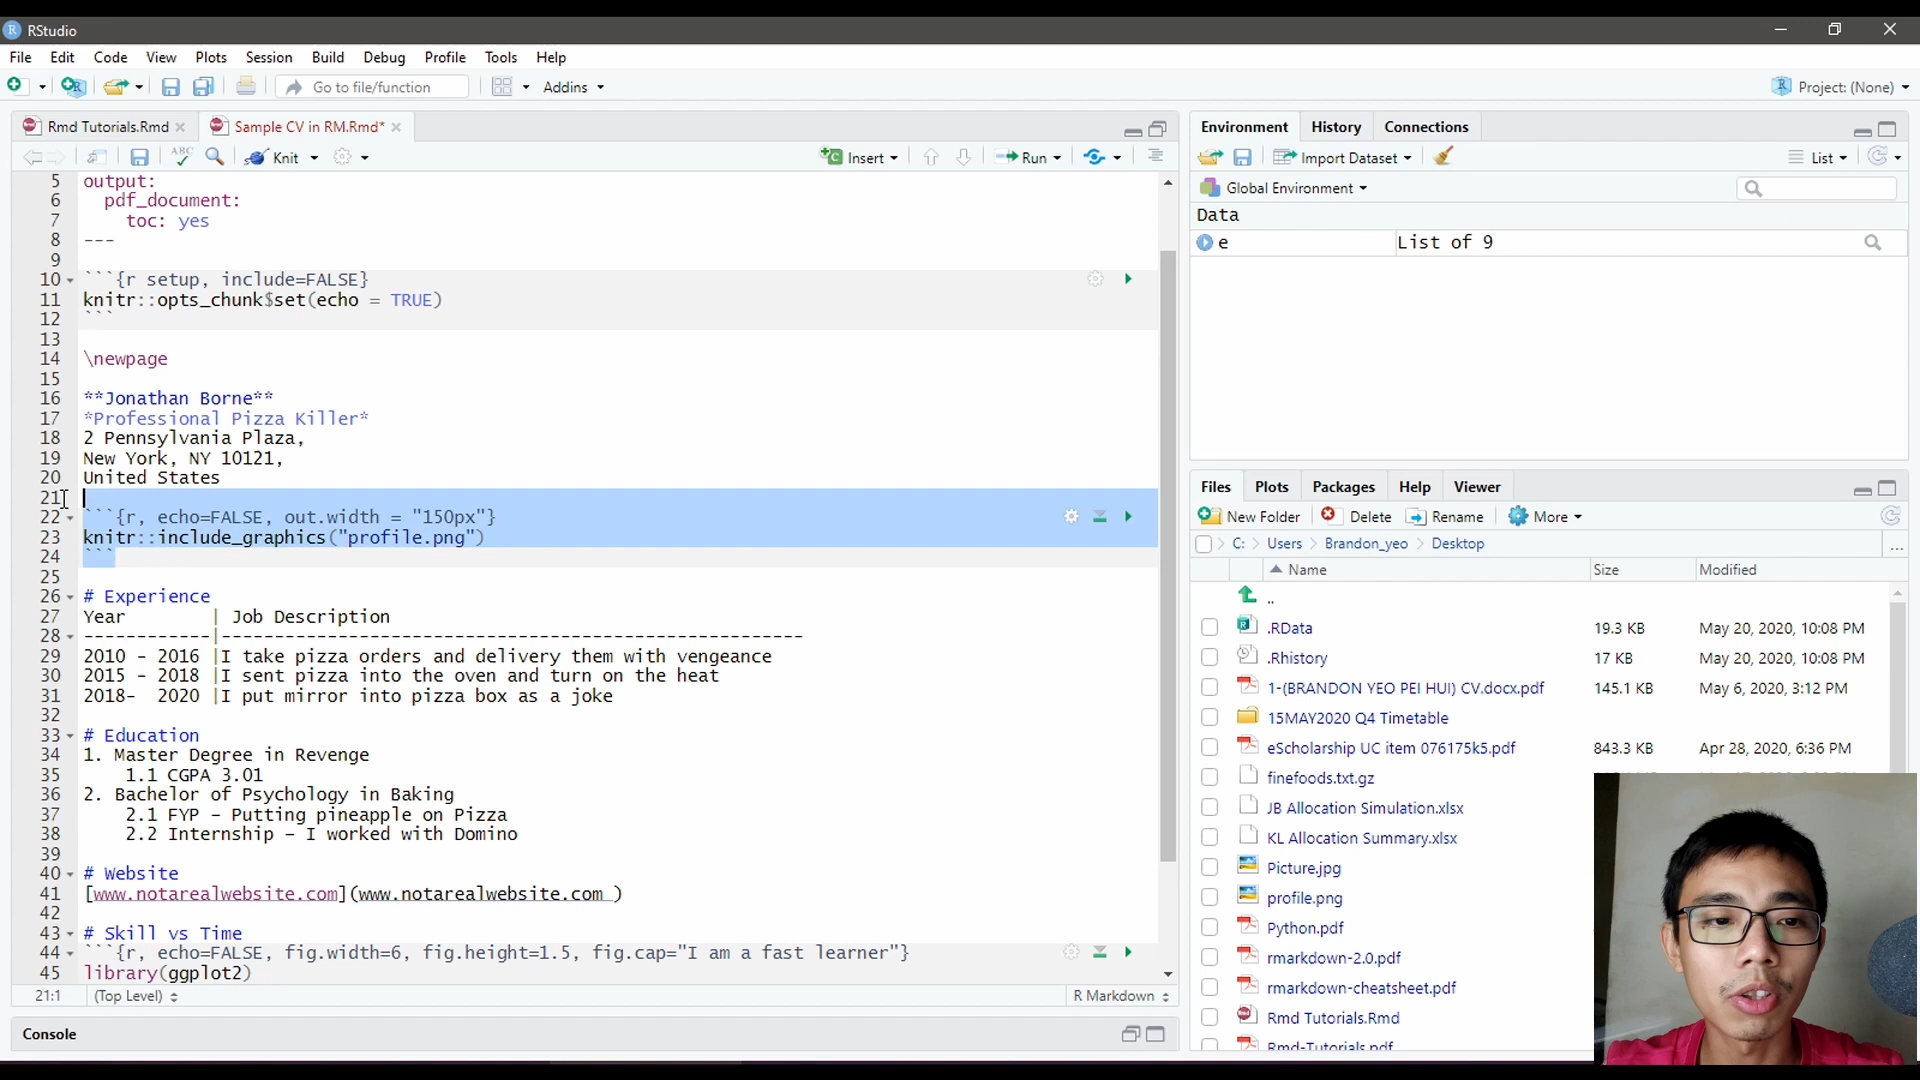 RStudio
File Edit Code View Plots Session Build Debug Profile Tools Help
Go to file/function Addins Project: (None)
Rmd Tutorials.Rmd Sample CV in RM.Rmd*
ABC Knit Insert Run
5 output:
6 pdf_document:
7 toc: yes
8 ---
9
10 ```{r setup, include=FALSE}
11 knitr::opts_chunk$set(echo = TRUE)
12 ```
13
14 \newpage
15
16 **Jonathan Borne**
17 *Professional Pizza Killer*
18 2 Pennsylvania Plaza,
19 New York, NY 10121,
20 United States
21
22 ```{r, echo=FALSE, out.width = "150px"}
23 knitr::include_graphics("profile.png")
24 ```
25
26 # Experience
27 Year | Job Description
28 ------------|-------------------------------------------------------
29 2010 - 2016 |I take pizza orders and delivery them with vengeance
30 2015 - 2018 |I sent pizza into the oven and turn on the heat
31 2018- 2020 |I put mirror into pizza box as a joke
32
33 # Education
34 1. Master Degree in Revenge
35 1.1 CGPA 3.01
36 2. Bachelor of Psychology in Baking
37 2.1 FYP - Putting pineapple on Pizza
38 2.2 Internship - I worked with Domino
39
40 # Website
41 [www.notarealwebsite.com](www.notarealwebsite.com )
42
43 # Skill vs Time
44 ```{r, echo=FALSE, fig.width=6, fig.height=1.5, fig.cap="I am a fast learner"}
45 library(ggplot2)
21:1 (Top Level) R Markdown
Console
Environment History Connections
Import Dataset List
Global Environment
Data
e List of 9
Files Plots Packages Help Viewer
New Folder Delete Rename More
C: > Users > Brandon_yeo > Desktop ...
Name Size Modified
..
.RData 19.3 KB May 20, 2020, 10:08 PM
.Rhistory 17 KB May 20, 2020, 10:08 PM
1-(BRANDON YEO PEI HUI) CV.docx.pdf 145.1 KB May 6, 2020, 3:12 PM
15MAY2020 Q4 Timetable
eScholarship UC item 076175k5.pdf 843.3 KB Apr 28, 2020, 6:36 PM
finefoods.txt.gz
JB Allocation Simulation.xlsx
KL Allocation Summary.xlsx
Picture.jpg
profile.png
Python.pdf
rmarkdown-2.0.pdf
rmarkdown-cheatsheet.pdf
Rmd Tutorials.Rmd
Rmd-Tutorials.pdf